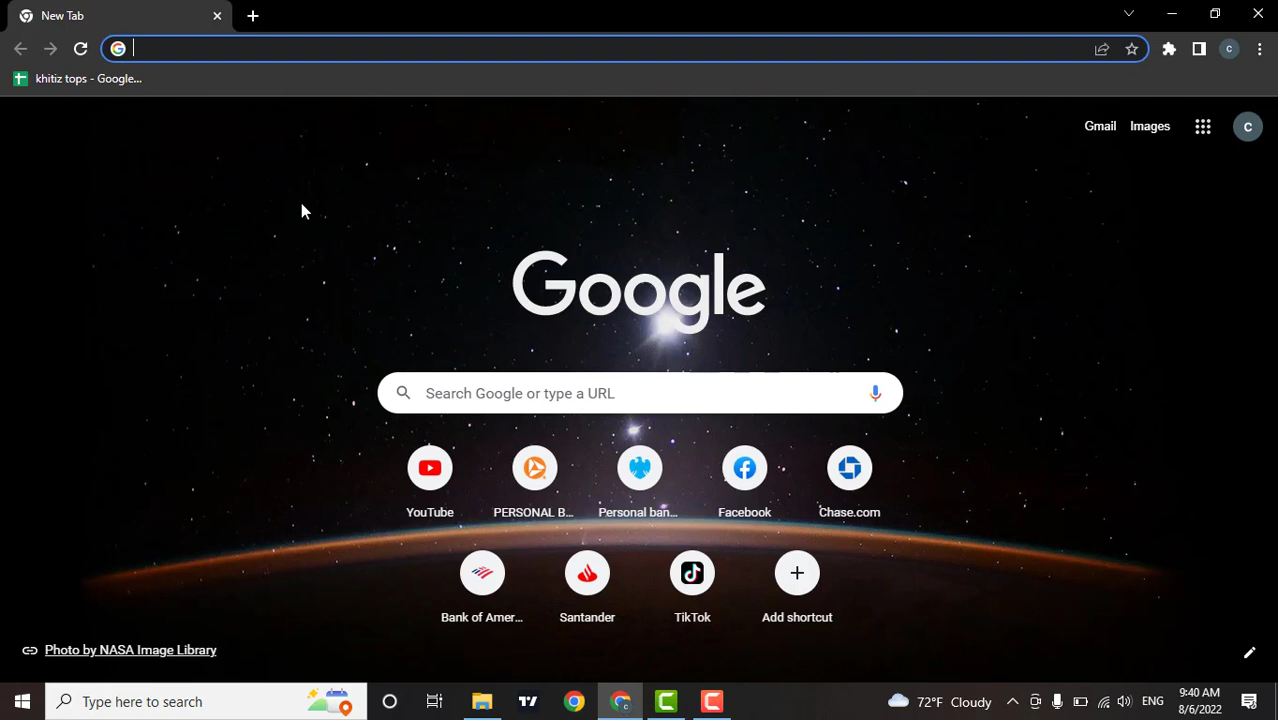 New Tab
khitiz tops - Google...
Gmail Images
C
C
Google
Search Google or type a URL
YouTube PERSONAL B... Personal ban... Facebook Chase.com
Bank of Amer... Santander TikTok Add shortcut
Photo by NASA Image Library
Type here to search
72°F Cloudy
ENG
9:40 AM
8/6/2022